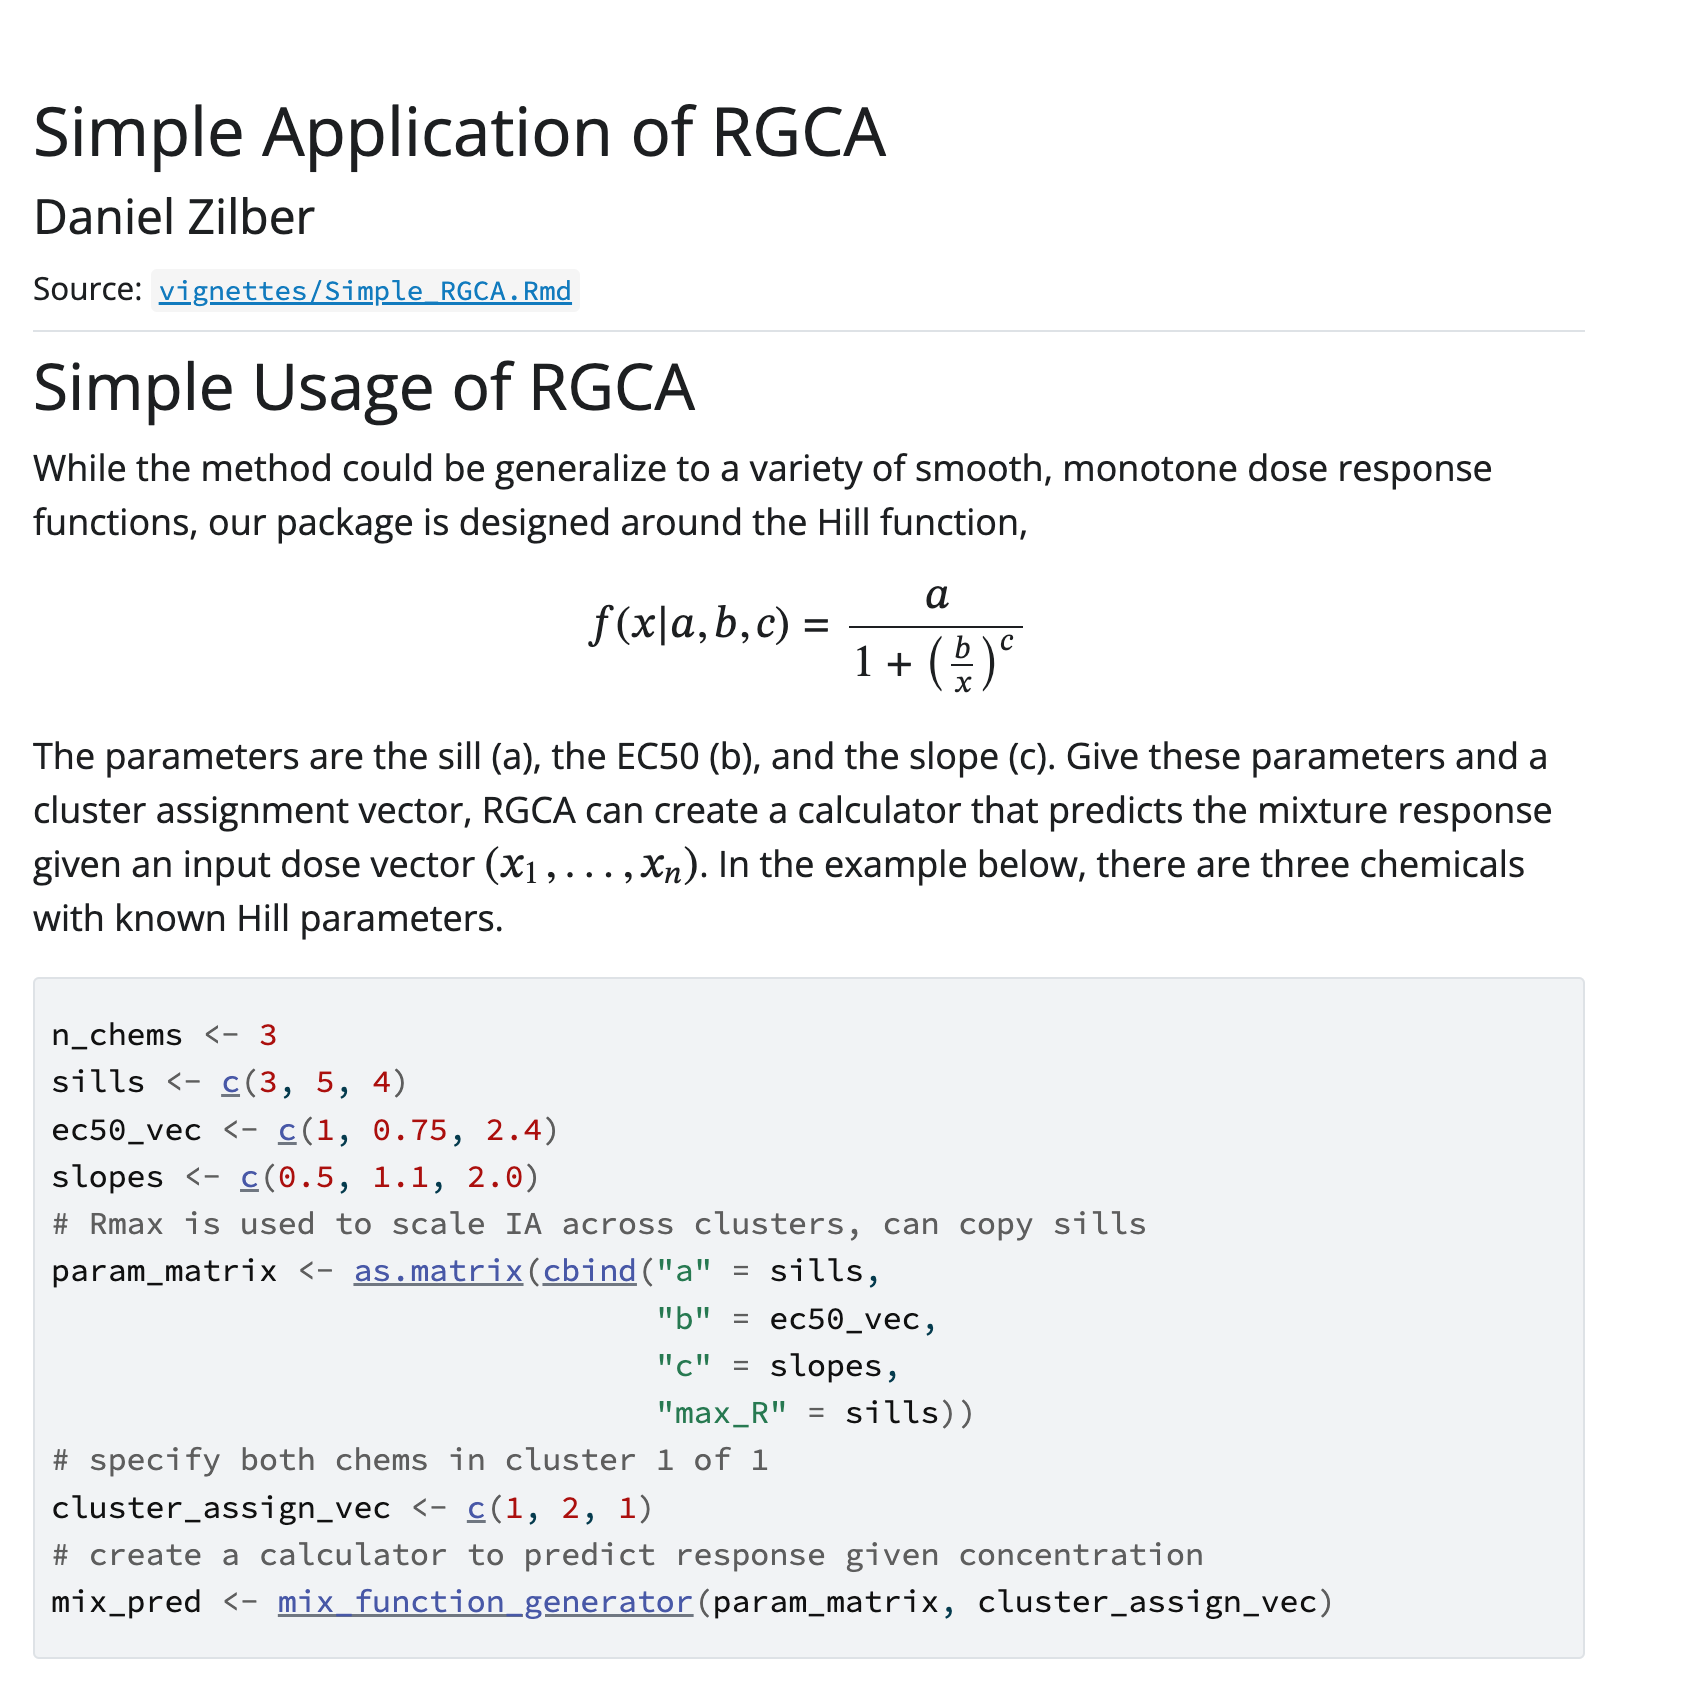 Simple Application of RGCA
Daniel Zilber
Source: vignettes/Simple_RGCA.Rmd
Simple Usage of RGCA
While the method could be generalize to a variety of smooth, monotone dose response
functions, our package is designed around the Hill function,
f(x|a, b, c) = a / (1 + (b/x)^c)
The parameters are the sill (a), the EC50 (b), and the slope (c). Give these parameters and a
cluster assignment vector, RGCA can create a calculator that predicts the mixture response
given an input dose vector (x₁, . . . , xₙ). In the example below, there are three chemicals
with known Hill parameters.
n_chems <- 3
sills <- c(3, 5, 4)
ec50_vec <- c(1, 0.75, 2.4)
slopes <- c(0.5, 1.1, 2.0)
# Rmax is used to scale IA across clusters, can copy sills
param_matrix <- as.matrix(cbind("a" = sills,
"b" = ec50_vec,
"c" = slopes,
"max_R" = sills))
# specify both chems in cluster 1 of 1
cluster_assign_vec <- c(1, 2, 1)
# create a calculator to predict response given concentration
mix_pred <- mix_function_generator(param_matrix, cluster_assign_vec)